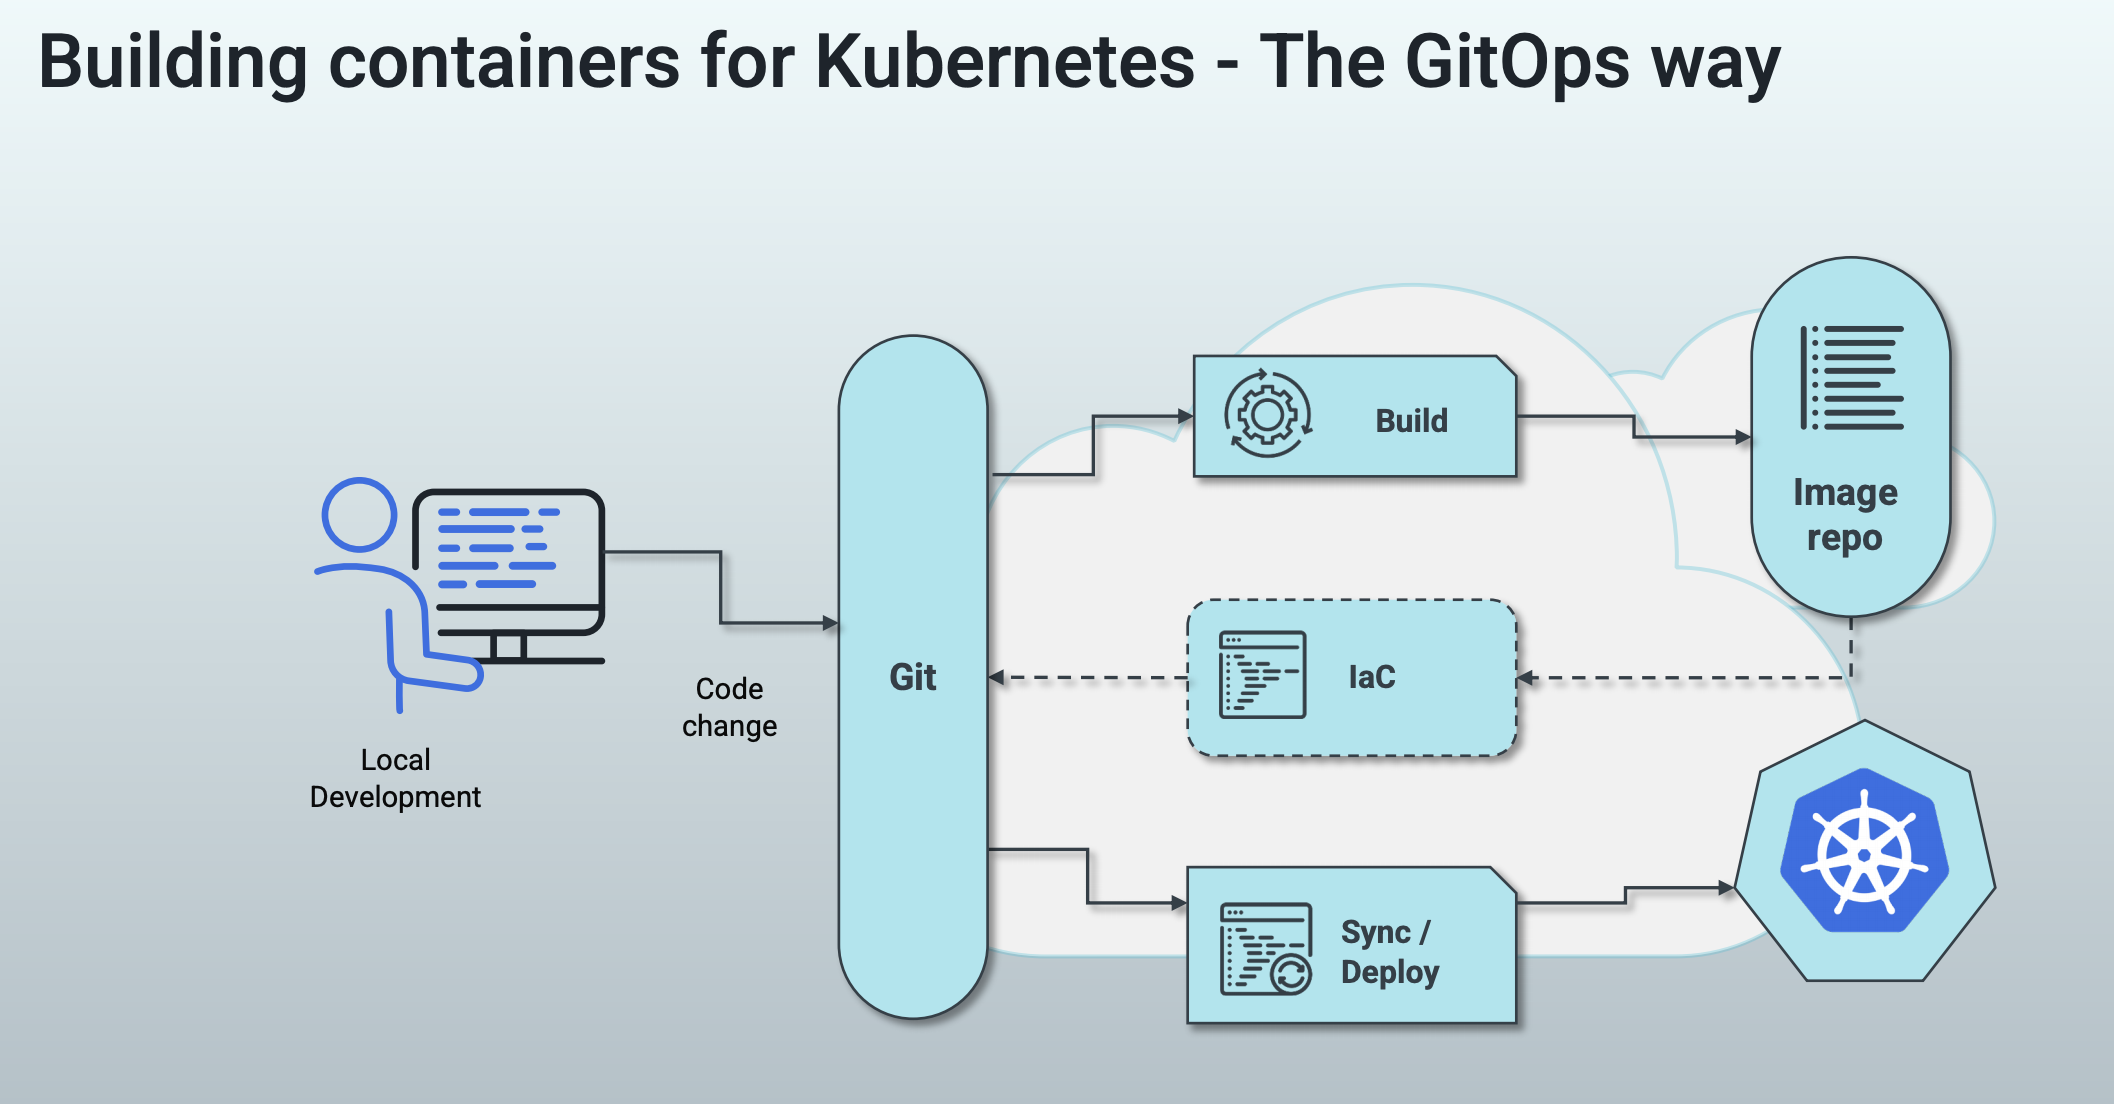 Building containers for Kubernetes - The GitOps way
Local
Development
Code
change
Git
Build
Image
repo
IaC
Sync /
Deploy